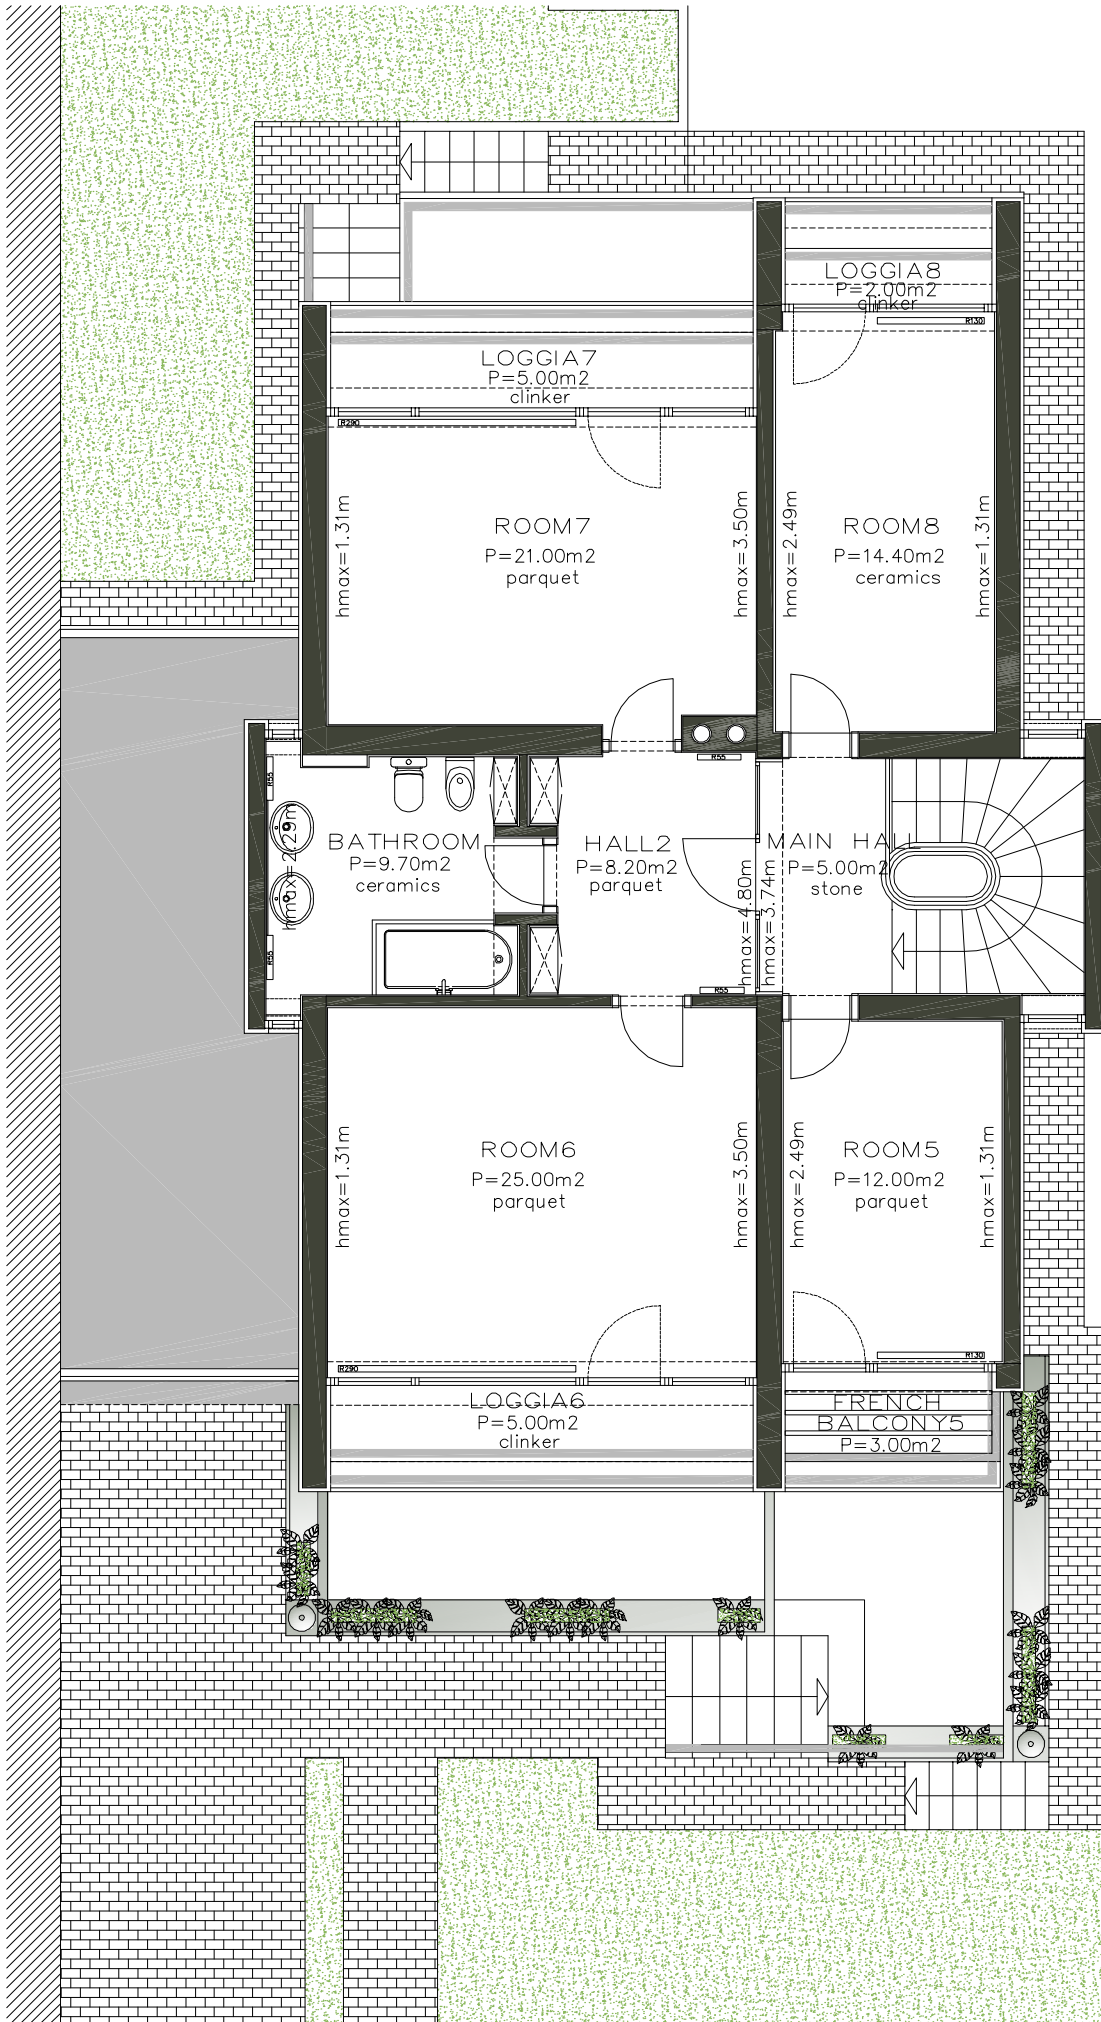 LOGGIA8
P=2.00m2
clinker
R130
LOGGIA7
P=5.00m2
clinker
R290
hmax=1.31m
ROOM7
P=21.00m2
parquet
hmax=3.50m
hmax=2.49m
ROOM8
P=14.40m2
ceramics
hmax=1.31m
R55
R55
hmax=2.29m
BATHROOM
P=9.70m2
ceramics
HALL2
P=8.20m2
parquet
hmax=4.80m
hmax=3.74m
MAIN HALL
P=5.00m2
stone
R55
R55
hmax=1.31m
ROOM6
P=25.00m2
parquet
hmax=3.50m
hmax=2.49m
ROOM5
P=12.00m2
parquet
hmax=1.31m
R290
R130
LOGGIA6
P=5.00m2
clinker
FRENCH
BALCONY5
P=3.00m2